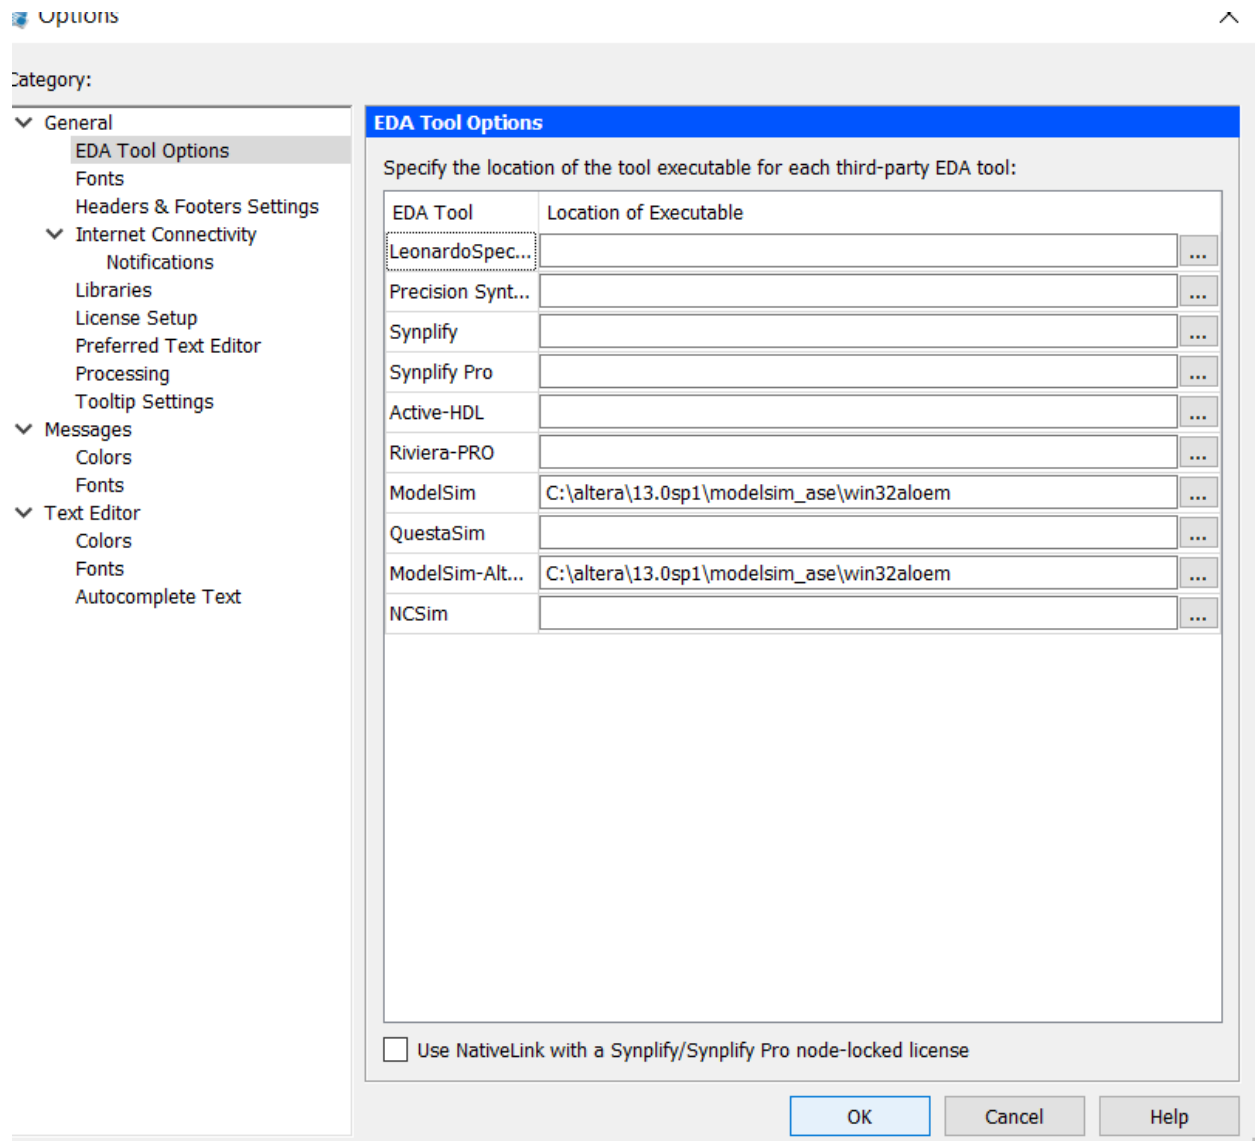 Options
Category:
General
EDA Tool Options
Fonts
Headers & Footers Settings
Internet Connectivity
Notifications
Libraries
License Setup
Preferred Text Editor
Processing
Tooltip Settings
Messages
Colors
Fonts
Text Editor
Colors
Fonts
Autocomplete Text
EDA Tool Options
Specify the location of the tool executable for each third-party EDA tool:
EDA Tool Location of Executable
LeonardoSpec... ...
Precision Synt... ...
Synplify ...
Synplify Pro ...
Active-HDL ...
Riviera-PRO ...
ModelSim C:\altera\13.0sp1\modelsim_ase\win32aloem ...
QuestaSim ...
ModelSim-Alt... C:\altera\13.0sp1\modelsim_ase\win32aloem ...
NCSim ...
Use NativeLink with a Synplify/Synplify Pro node-locked license
OK Cancel Help